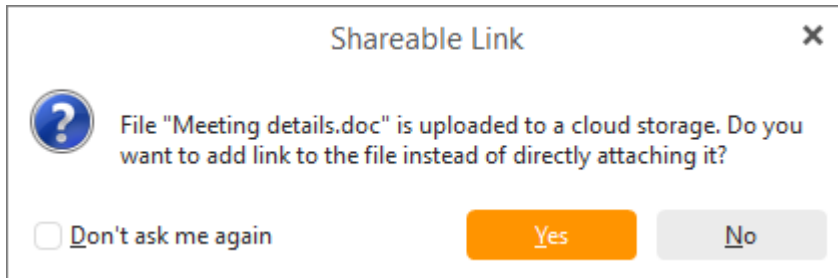 Shareable Link
File "Meeting details.doc" is uploaded to a cloud storage. Do you
want to add link to the file instead of directly attaching it?
Don't ask me again
Yes
No